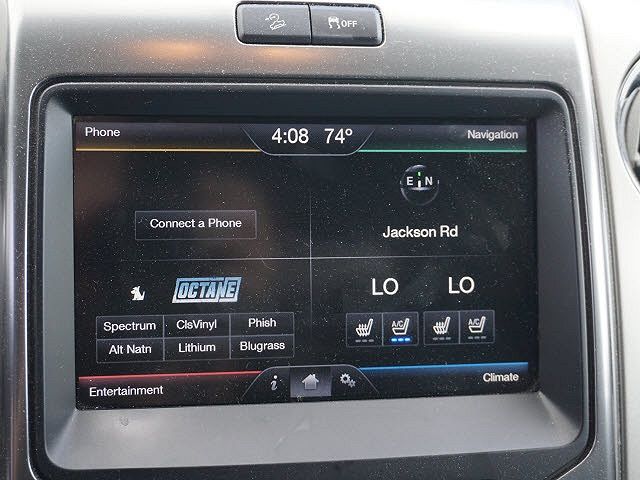 OFF
Phone 4:08 74° Navigation
E N
Connect a Phone
Jackson Rd
OCTANE
LO LO
Spectrum ClsVinyl Phish
A/C A/C
Alt Natn Lithium Blugrass
Entertainment i Climate